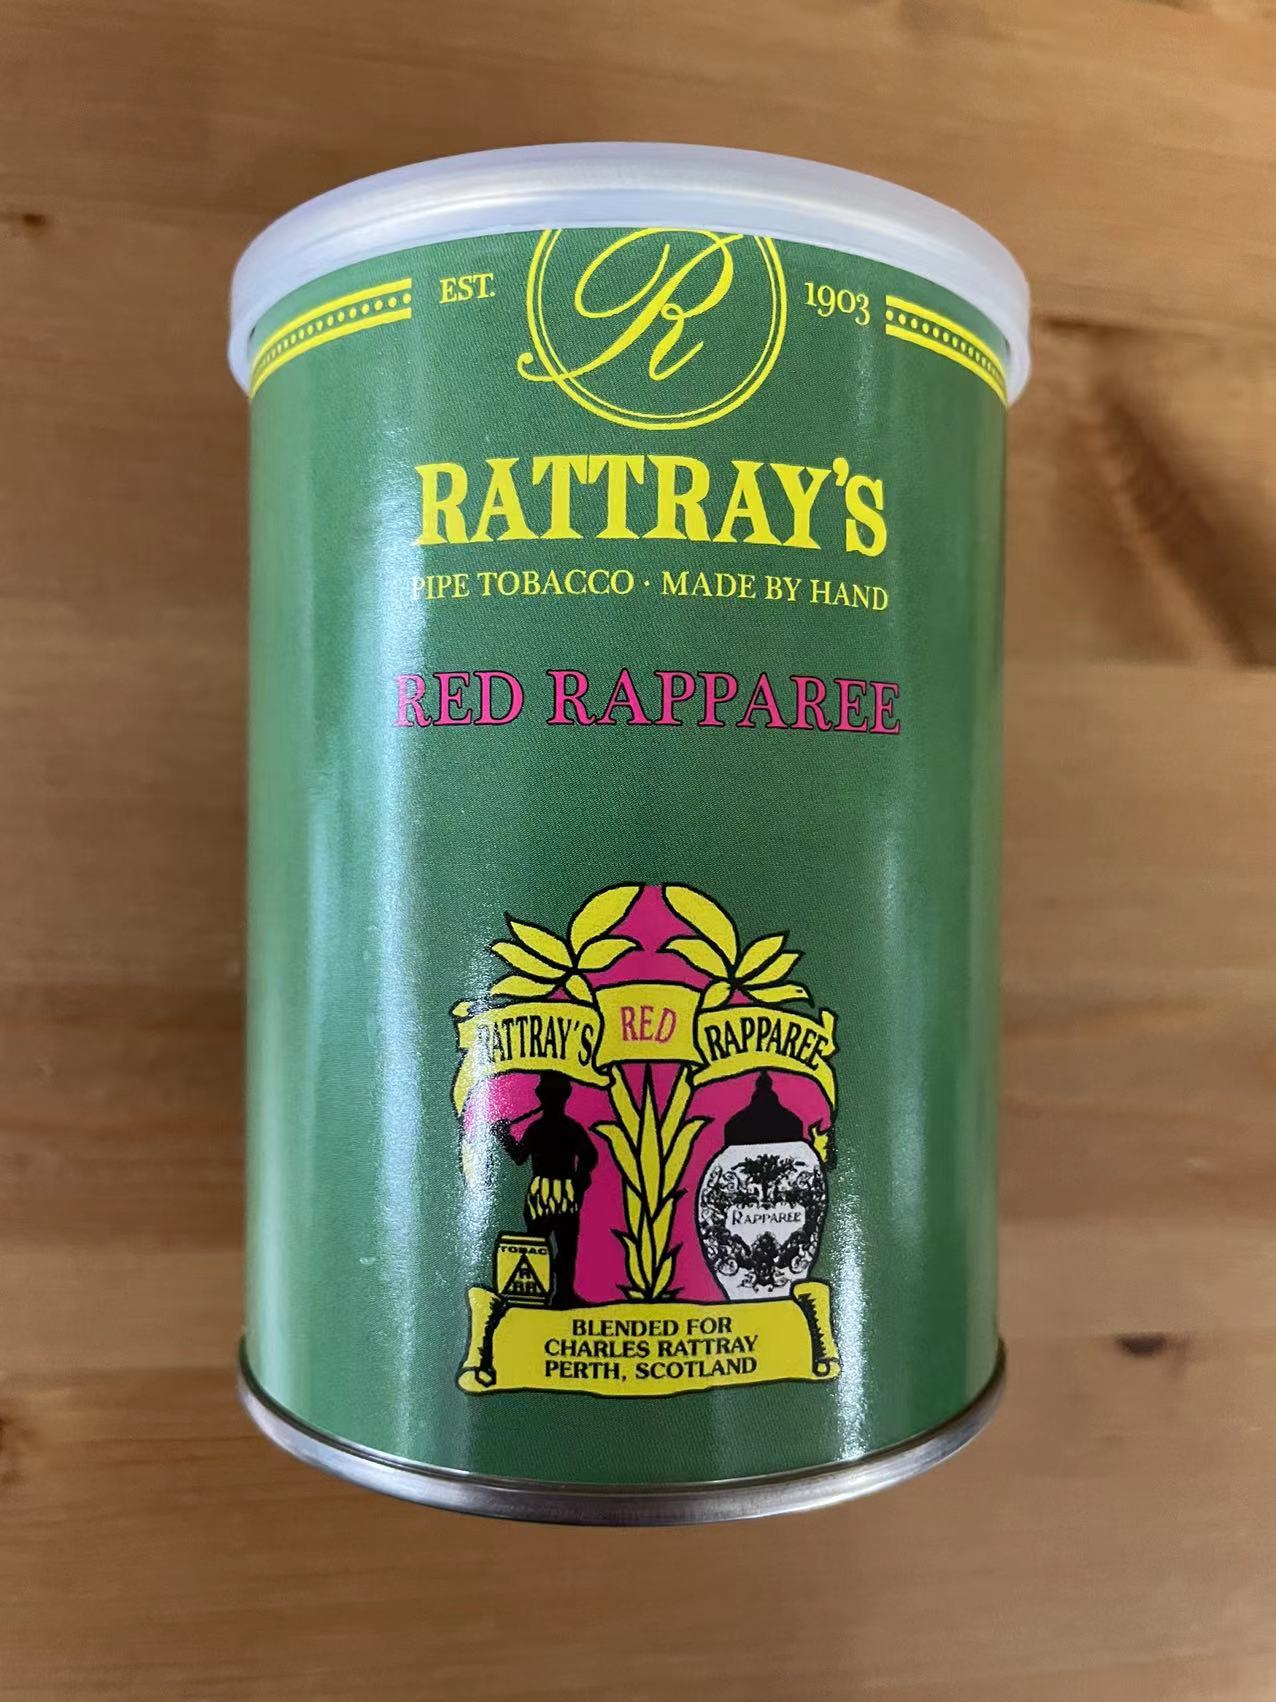 EST. R 1903
RATTRAY'S
PIPE TOBACCO · MADE BY HAND
RED RAPPAREE
RATTRAY'S RED RAPPAREE
RAPPAREE
TOBAC
BLENDED FOR
CHARLES RATTRAY
PERTH, SCOTLAND